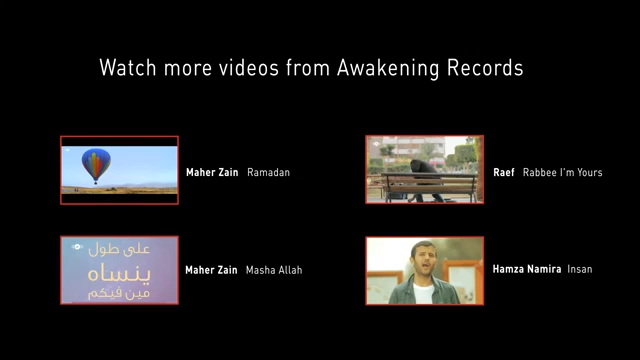 Watch more videos from Awakening Records
Maher Zain Ramadan
Raef Rabbee I'm Yours
على طول
ينساه
مين فيكم
Maher Zain Masha Allah
Hamza Namira Insan